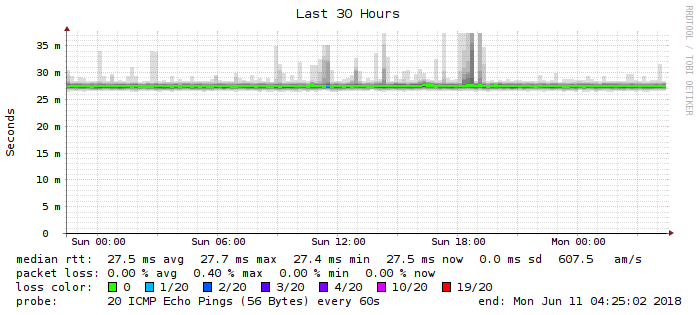 Last 30 Hours
RRDTOOL / TOBI OETIKER
Seconds
35 m
30 m
25 m
20 m
15 m
10 m
5 m
0
Sun 00:00 Sun 06:00 Sun 12:00 Sun 18:00 Mon 00:00
median rtt: 27.5 ms avg 27.7 ms max 27.4 ms min 27.5 ms now 0.0 ms sd 607.5 am/s
packet loss: 0.00 % avg 0.40 % max 0.00 % min 0.00 % now
loss color: 0 1/20 2/20 3/20 4/20 10/20 19/20
probe: 20 ICMP Echo Pings (56 Bytes) every 60s end: Mon Jun 11 04:25:02 2018